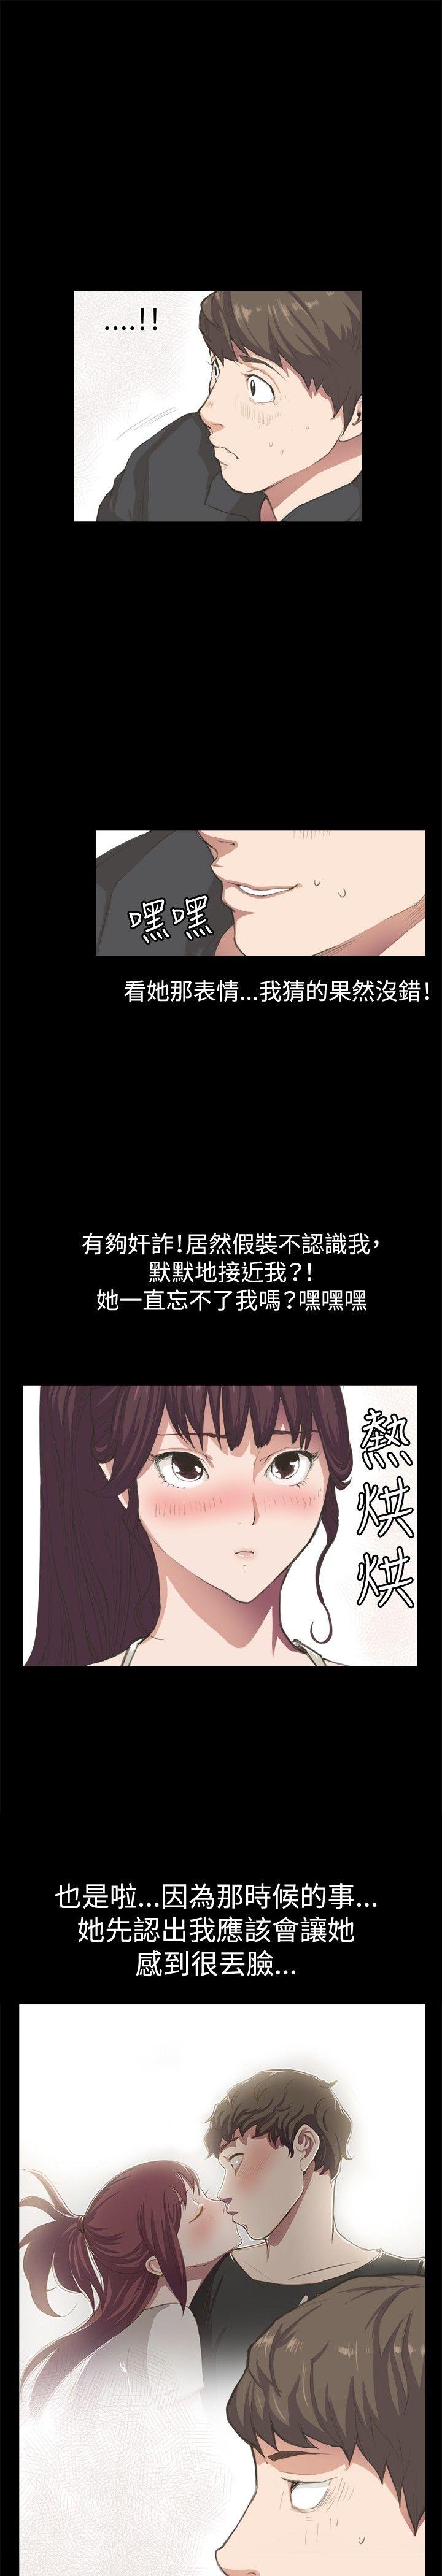 ....!!
嘿嘿
看她那表情...我猜的果然沒錯!
有夠奸詐!居然假裝不認識我,
默默地接近我?!
她一直忘不了我嗎?嘿嘿嘿
熱烘烘
也是啦...因為那時候的事...
她先認出我應該會讓她
感到很丟臉...